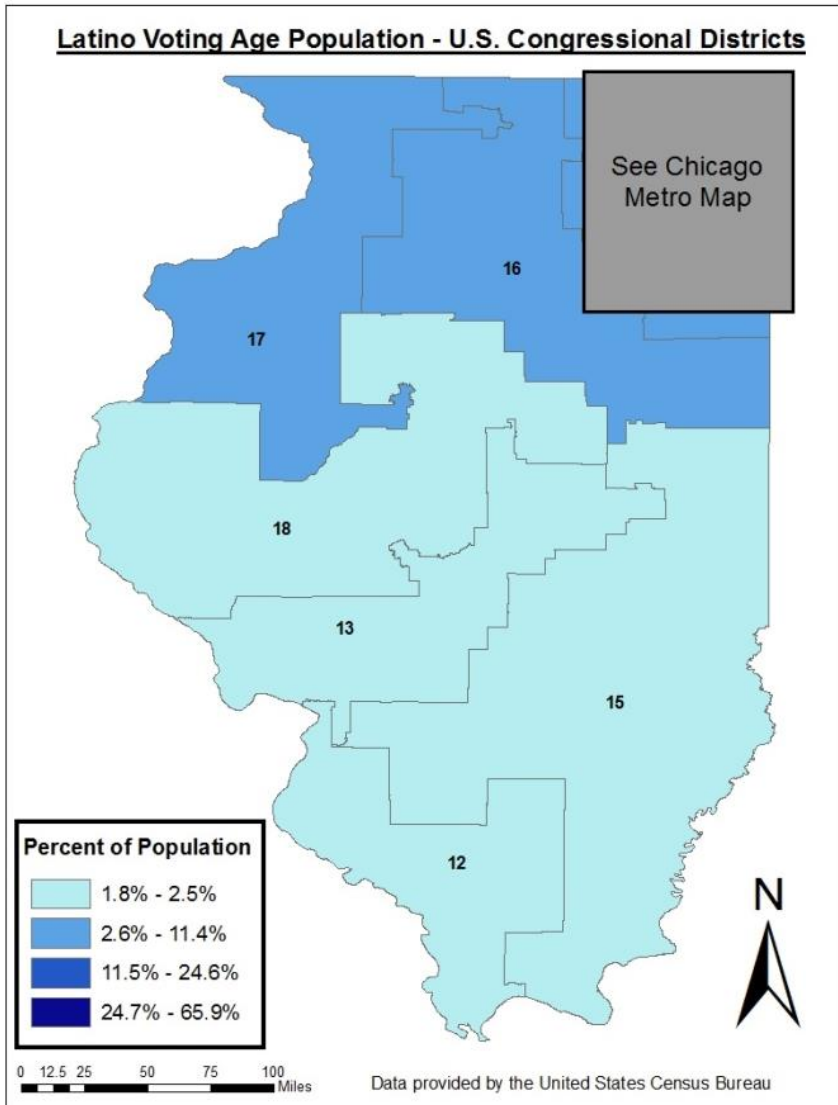 Latino Voting Age Population - U.S. Congressional Districts
See Chicago
Metro Map
16
17
18
13
15
12
Percent of Population
1.8% - 2.5%
2.6% - 11.4%
11.5% - 24.6%
24.7% - 65.9%
N
0 12.5 25 50 75 100
Miles
Data provided by the United States Census Bureau